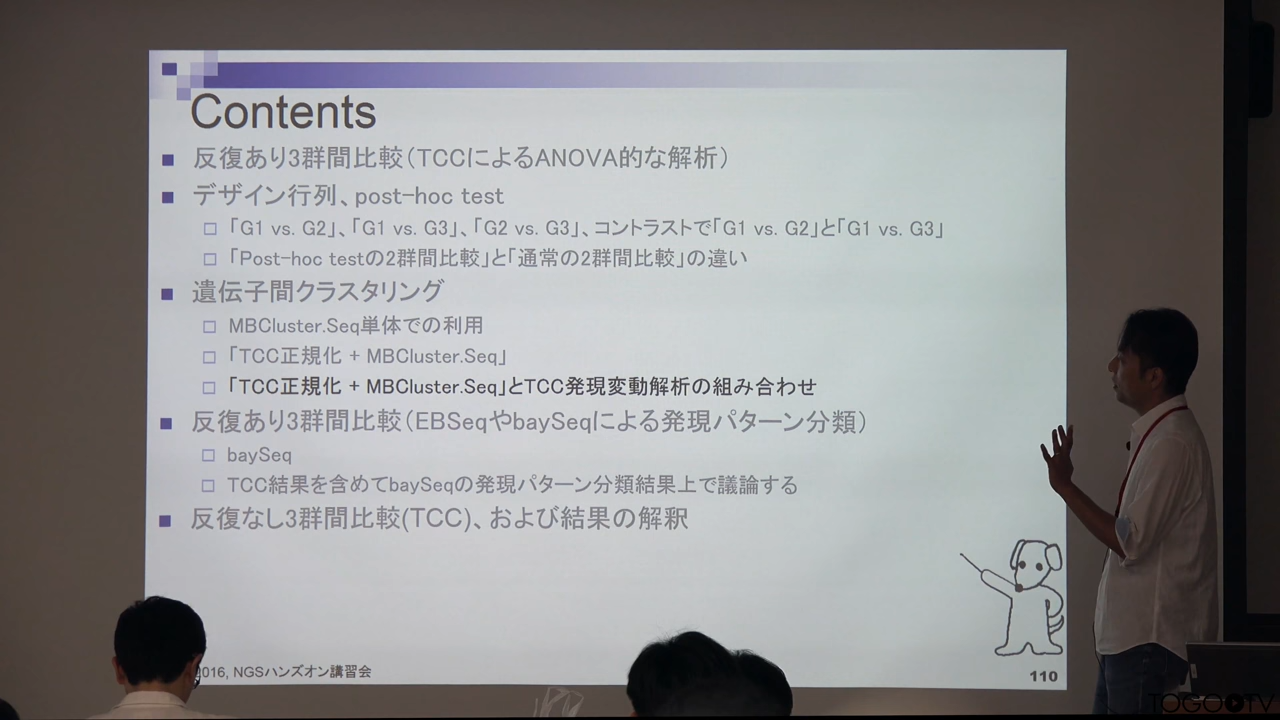 Contents
反復あり3群間比較（TCCによるANOVA的な解析）
デザイン行列、post-hoc test
「G1 vs. G2」、「G1 vs. G3」、「G2 vs. G3」、コントラストで「G1 vs. G2」と「G1 vs. G3」
「Post-hoc testの2群間比較」と「通常の2群間比較」の違い
遺伝子間クラスタリング
MBCluster.Seq単体での利用
「TCC正規化 + MBCluster.Seq」
「TCC正規化 + MBCluster.Seq」とTCC発現変動解析の組み合わせ
反復あり3群間比較（EBSeqやbaySeqによる発現パターン分類）
baySeq
TCC結果を含めてbaySeqの発現パターン分類結果上で議論する
反復なし3群間比較(TCC)、および結果の解釈
2016, NGSハンズオン講習会
110
TOGOTV